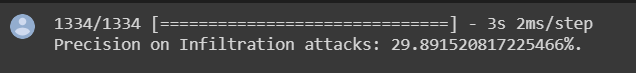 1334/1334 [==============================] - 3s 2ms/step
Precision on Infiltration attacks: 29.891520817225466%.